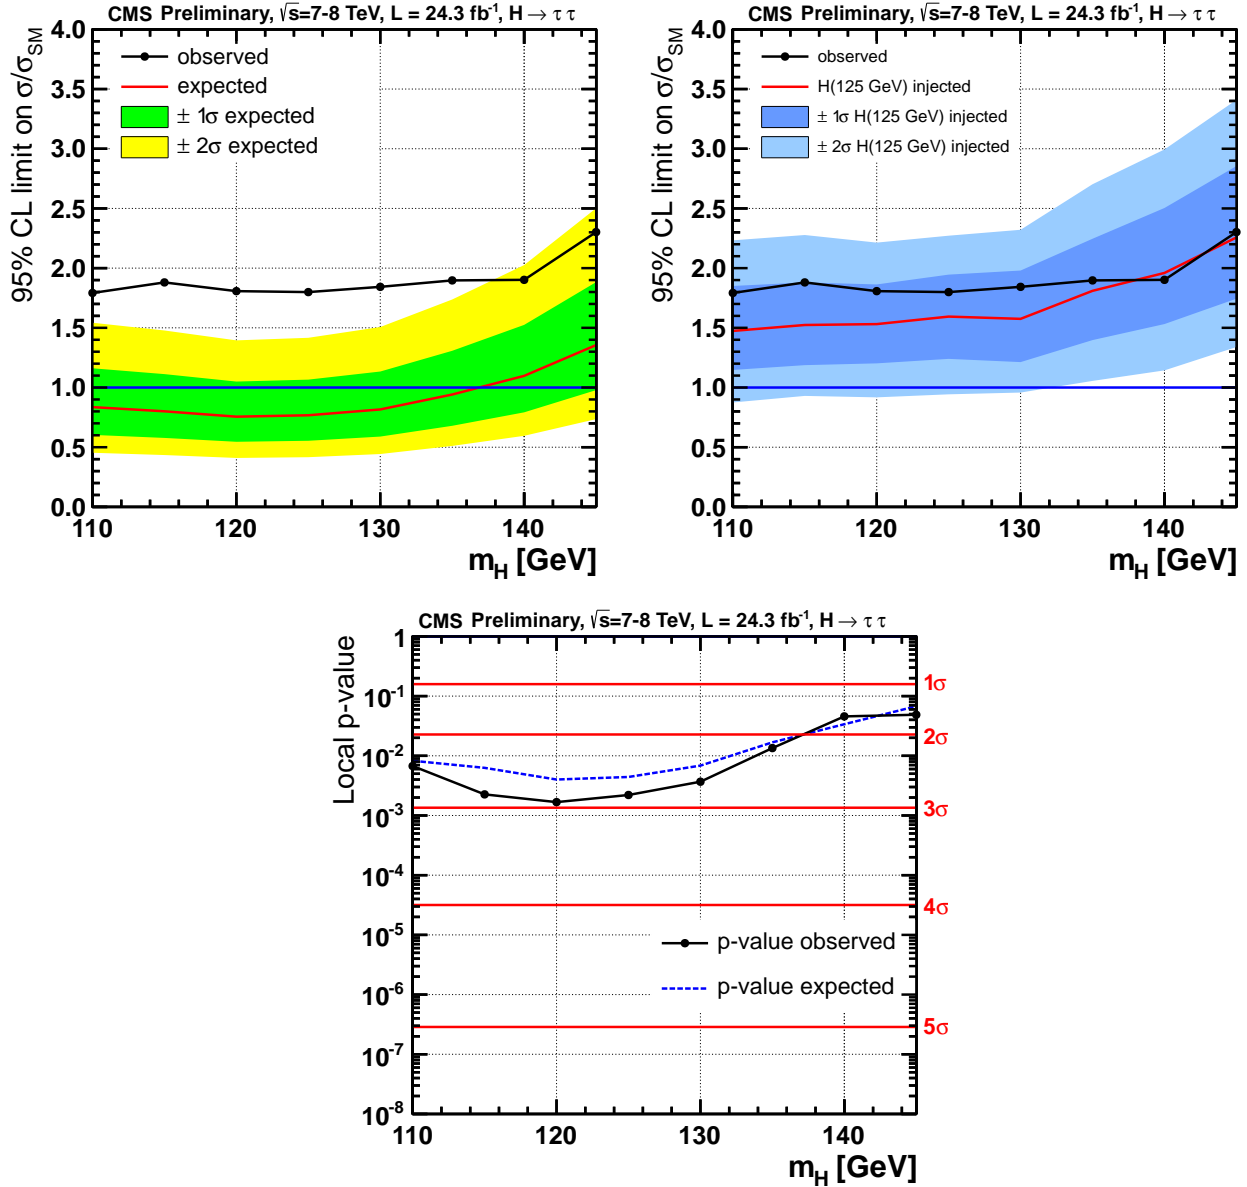 CMS Preliminary, √s=7-8 TeV, L = 24.3 fb⁻¹, H → τ τ
95% CL limit on σ/σSM
4.0
3.5
3.0
2.5
2.0
1.5
1.0
0.5
0.0
observed
expected
± 1σ expected
± 2σ expected
110
120
130
140
mH [GeV]
CMS Preliminary, √s=7-8 TeV, L = 24.3 fb⁻¹, H → τ τ
95% CL limit on σ/σSM
4.0
3.5
3.0
2.5
2.0
1.5
1.0
0.5
0.0
observed
H(125 GeV) injected
± 1σ H(125 GeV) injected
± 2σ H(125 GeV) injected
110
120
130
140
mH [GeV]
CMS Preliminary, √s=7-8 TeV, L = 24.3 fb⁻¹, H → τ τ
Local p-value
1
10⁻¹
10⁻²
10⁻³
10⁻⁴
10⁻⁵
10⁻⁶
10⁻⁷
10⁻⁸
1σ
2σ
3σ
4σ
5σ
p-value observed
p-value expected
110
120
130
140
mH [GeV]